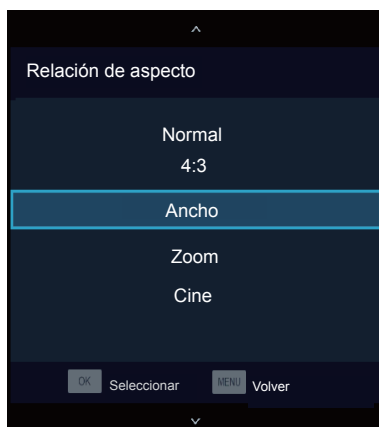 Relación de aspecto
Normal
4:3
Ancho
Zoom
Cine
OK Seleccionar MENU Volver